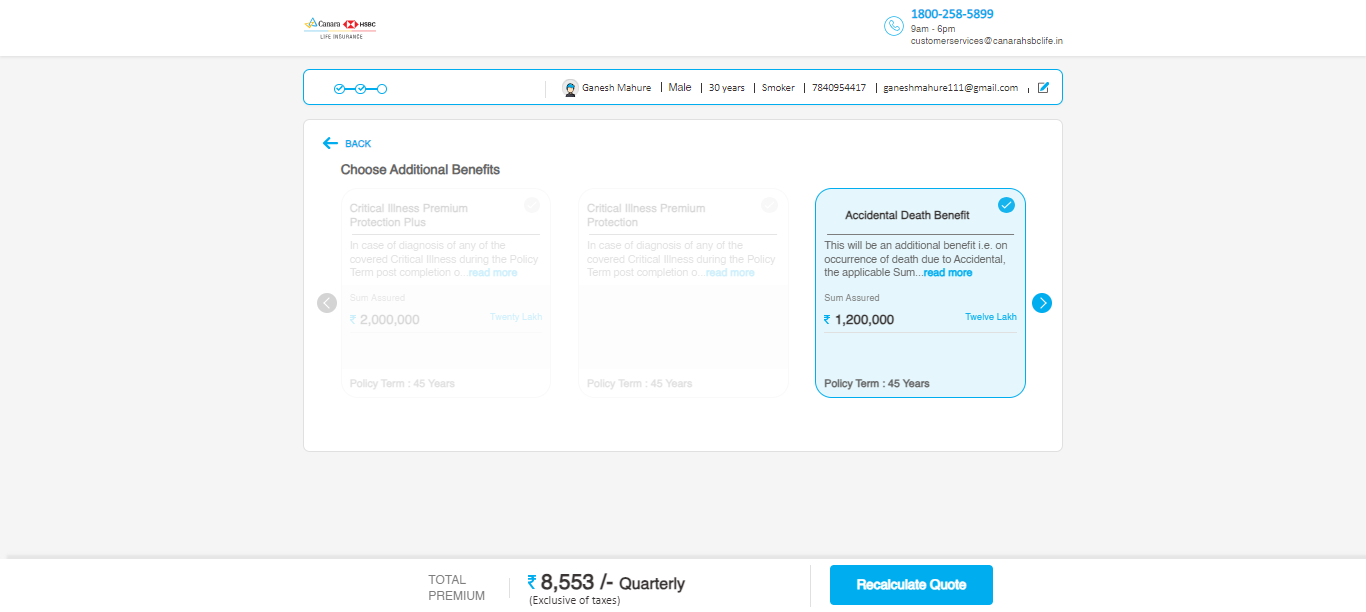 Canara HSBC
LIFE INSURANCE
1800-258-5899
9am - 6pm
customerservices@canarahsbclife.in
Ganesh Mahure | Male | 30 years | Smoker | 7840954417 | ganeshmahure111@gmail.com
BACK
Choose Additional Benefits
Critical Illness Premium
Protection Plus
In case of diagnosis of any of the
covered Critical Illness during the Policy
Term post completion o...read more
Sum Assured
₹ 2,000,000 Twenty Lakh
Policy Term : 45 Years
Critical Illness Premium
Protection
In case of diagnosis of any of the
covered Critical Illness during the Policy
Term post completion o...read more
Policy Term : 45 Years
Accidental Death Benefit
This will be an additional benefit i.e. on
occurrence of death due to Accidental,
the applicable Sum...read more
Sum Assured
₹ 1,200,000 Twelve Lakh
Policy Term : 45 Years
TOTAL
PREMIUM
₹ 8,553 /- Quarterly
(Exclusive of taxes)
Recalculate Quote